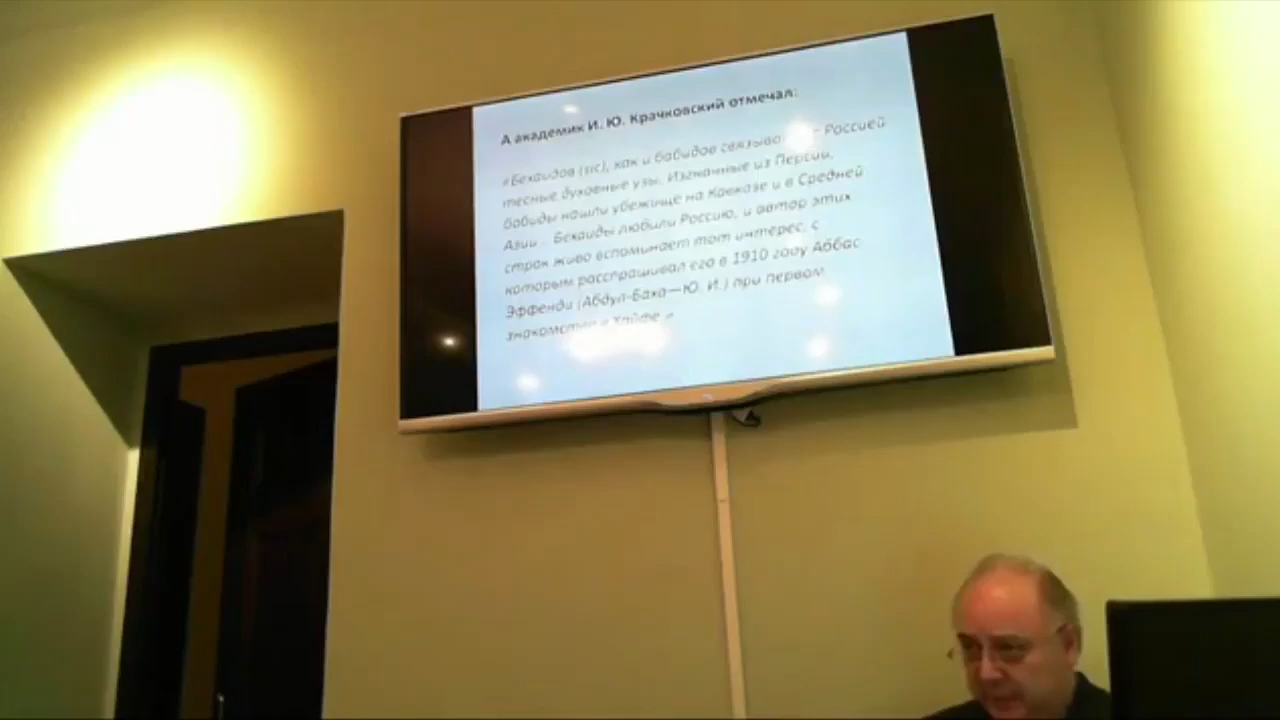 А академик И. Ю. Крачковский отмечал:
«Бехаидов (sic), как и бабидов связыва – Россией
тесные духовные узы. Изгнанные из Персии,
бабиды нашли убежище на Кавказе и в Средней
Азии . Бехаиды любили Россию, и автор этих
строк живо вспоминает тот интерес, с
которым расспрашивал его в 1910 году Аббас
Эффенди (Абдул-Баха—Ю. И.) при первом
знакомстве в Хайфе »